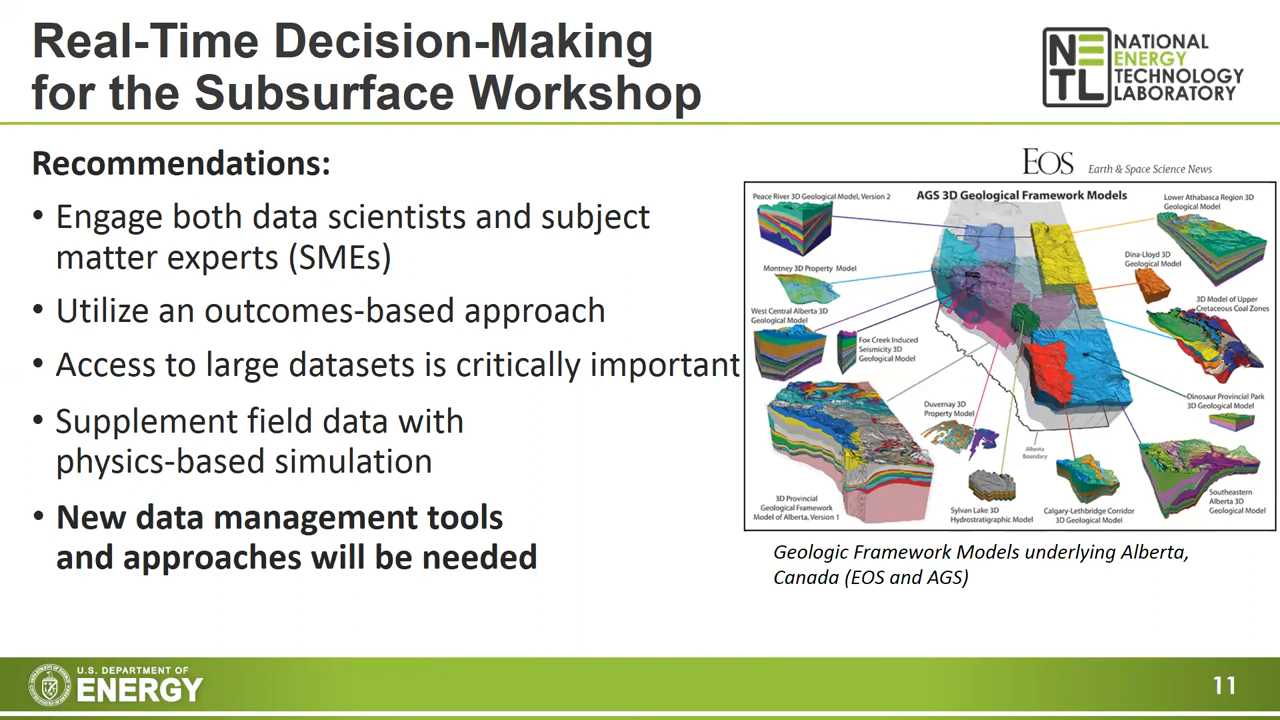 Real-Time Decision-Making
for the Subsurface Workshop
NATIONAL
ENERGY
TECHNOLOGY
LABORATORY
NE
TL
Recommendations:
• Engage both data scientists and subject
matter experts (SMEs)
• Utilize an outcomes-based approach
• Access to large datasets is critically important
• Supplement field data with
physics-based simulation
• New data management tools
and approaches will be needed
EOS Earth & Space Science News
AGS 3D Geological Framework Models
Peace River 3D Geological Model, Version 2
Lower Athabasca Region 3D
Geological Model
Montney 3D Property Model
Dina-Lloyd 3D
Geological Model
West Central Alberta 3D
Geological Model
3D Model of Upper
Cretaceous Coal Zones
Fox Creek Induced
Seismicity 3D
Geological Model
Duvernay 3D
Property Model
Dinosaur Provincial Park
3D Geological Model
Alberta
Boundary
3D Provincial
Geological Framework
Model of Alberta, Version 1
Sylvan Lake 3D
Hydrostratigraphic Model
Calgary-Lethbridge Corridor
3D Geological Model
Southeastern
Alberta 3D
Geological Model
Geologic Framework Models underlying Alberta,
Canada (EOS and AGS)
U.S. DEPARTMENT OF
ENERGY
11